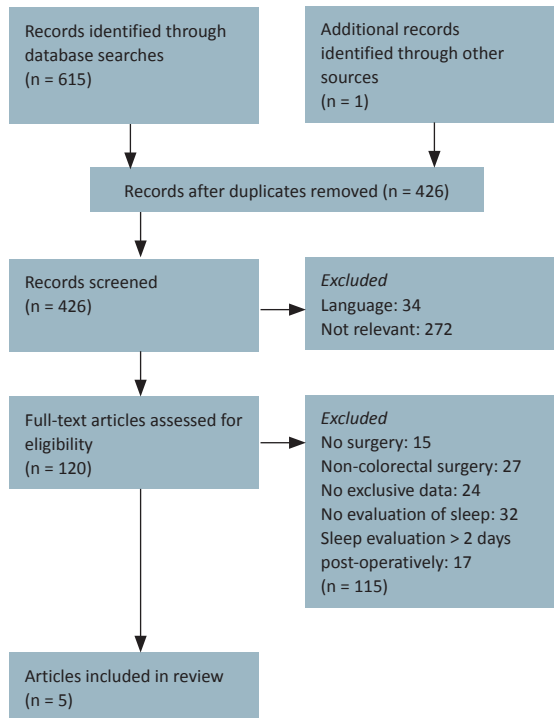 Records identified through
database searches
(n = 615)
Additional records
identified through other
sources
(n = 1)
Records after duplicates removed (n = 426)
Records screened
(n = 426)
Excluded
Language: 34
Not relevant: 272
Full-text articles assessed for
eligibility
(n = 120)
Excluded
No surgery: 15
Non-colorectal surgery: 27
No exclusive data: 24
No evaluation of sleep: 32
Sleep evaluation > 2 days
post-operatively: 17
(n = 115)
Articles included in review
(n = 5)